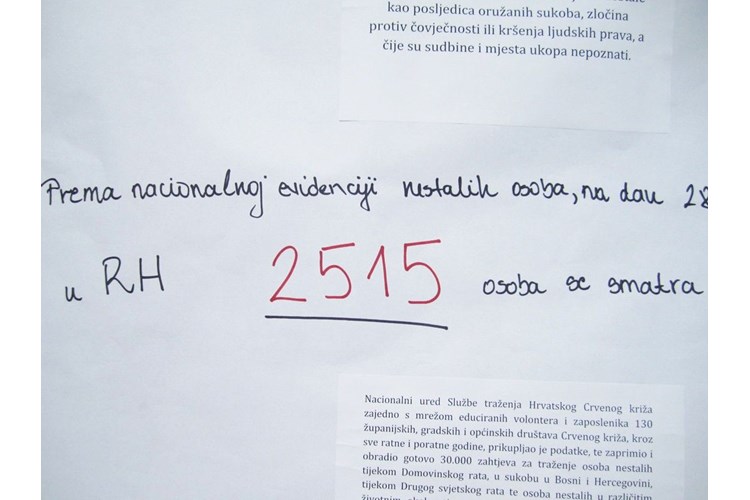 kao posljedica oružanih sukoba, zločina
protiv čovječnosti ili kršenja ljudskih prava, a
čije su sudbine i mjesta ukopa nepoznati.
Prema nacionalnoj evidenciji nestalih osoba, na dan 28
u RH 2515 osoba se smatra
Nacionalni ured Službe traženja Hrvatskog Crvenog križa
zajedno s mrežom educiranih volontera i zaposlenika 130
županijskih, gradskih i općinskih društava Crvenog križa, kroz
sve ratne i poratne godine, prikupljao je podatke, te zaprimio i
obradio gotovo 30.000 zahtjeva za traženje osoba nestalih
tijekom Domovinskog rata, u sukobu u Bosni i Hercegovini,
tijekom Drugog svjetskog rata te osoba nestalih u različitim